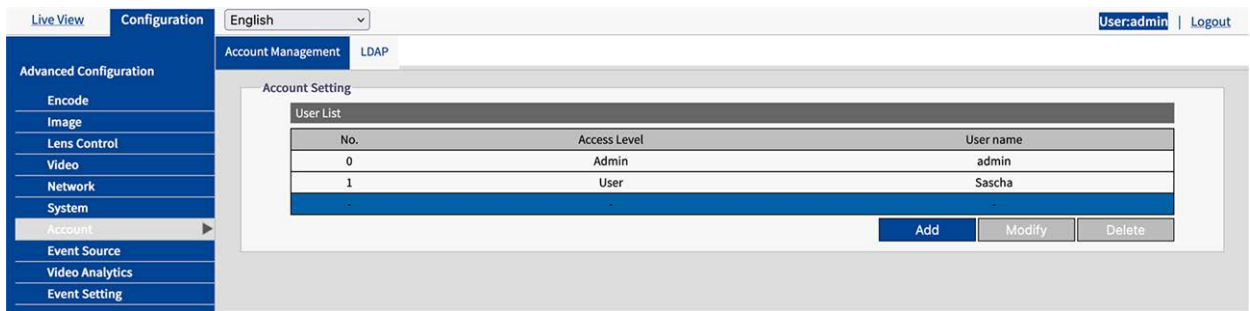 Live View Configuration English User:admin | Logout
Account Management LDAP
Advanced Configuration
Account Setting
Encode
User List
Image
No. Access Level User name
Lens Control
0 Admin admin
Video
1 User Sascha
Network
- - -
System
Add Modify Delete
Account
Event Source
Video Analytics
Event Setting